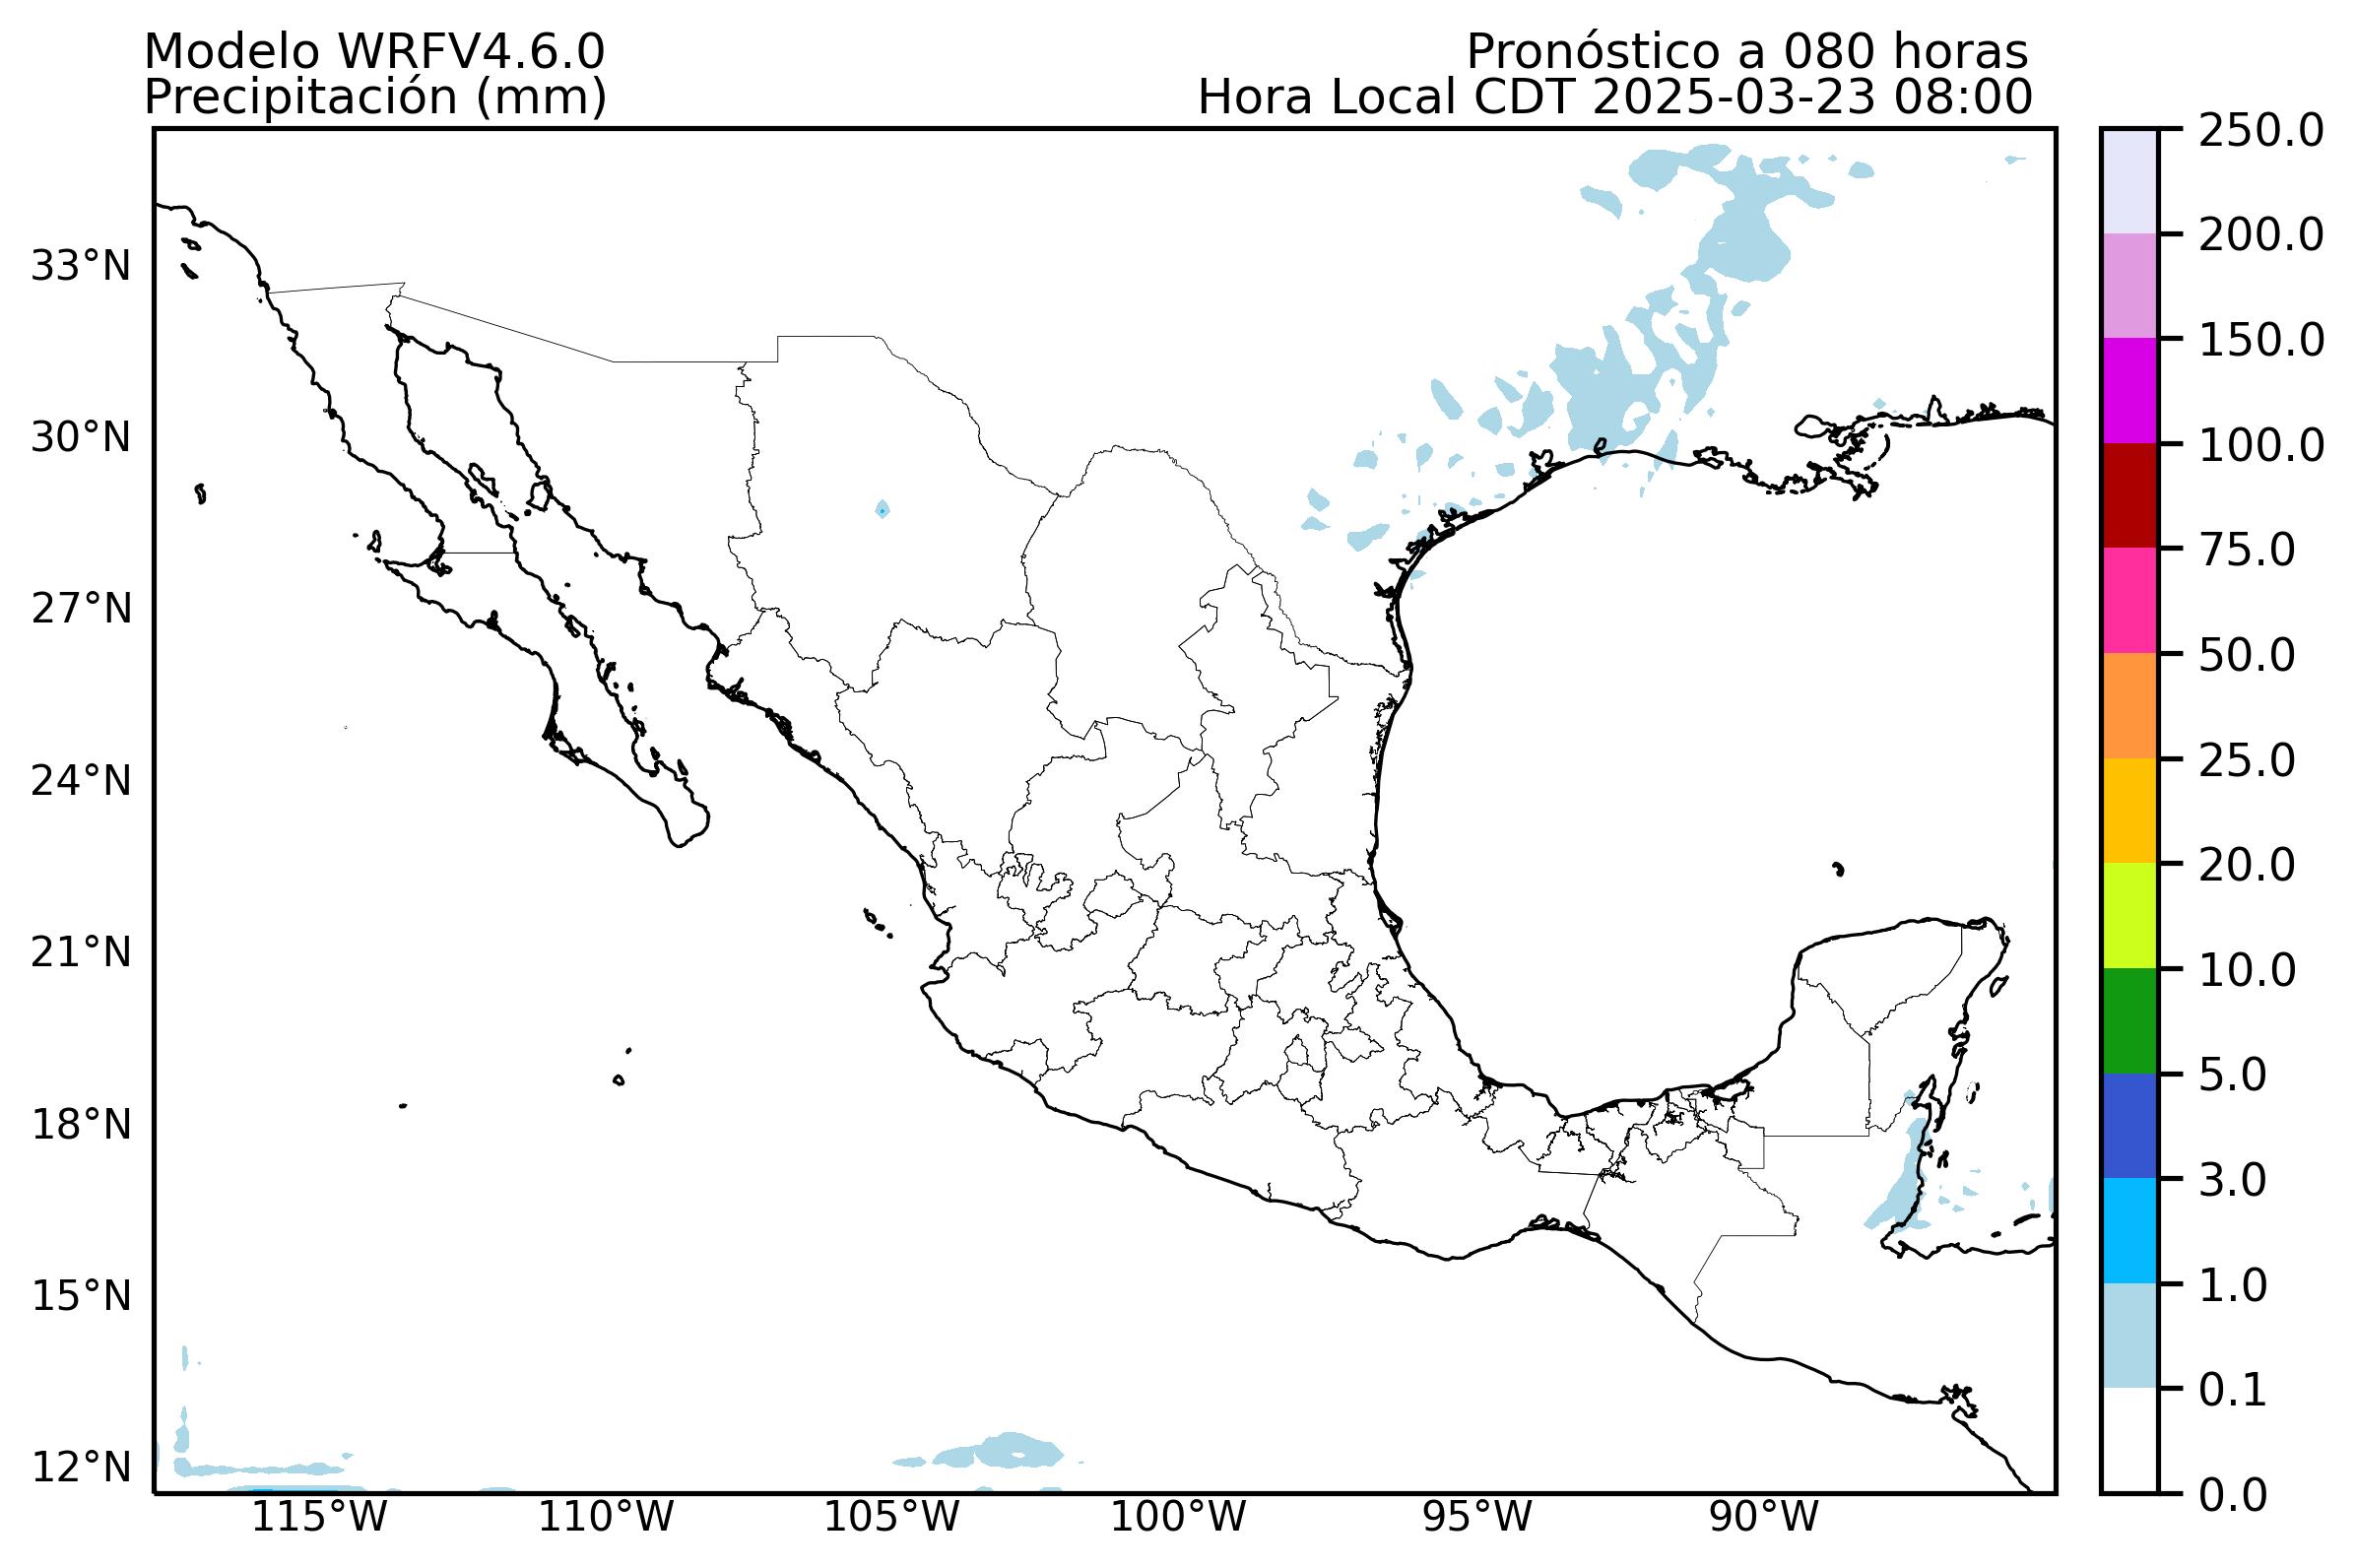 Modelo WRFV4.6.0
Precipitación (mm)
Pronóstico a 080 horas
Hora Local CDT 2025-03-23 08:00
33°N
30°N
27°N
24°N
21°N
18°N
15°N
12°N
115°W
110°W
105°W
100°W
95°W
90°W
250.0
200.0
150.0
100.0
75.0
50.0
25.0
20.0
10.0
5.0
3.0
1.0
0.1
0.0